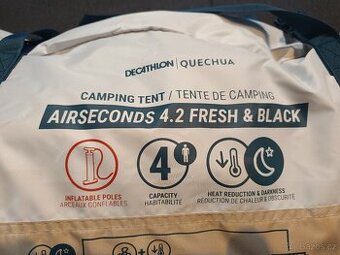 DECATHLON | QUECHUA
CAMPING TENT / TENTE DE CAMPING
AIRSECONDS 4.2 FRESH & BLACK
4
INFLATABLE POLES
ARCEAUX GONFLABLES
CAPACITY
HABITABILITÉ
HEAT REDUCTION & DARKNESS
RÉDUCTION DE CHALEUR & OBSCURITÉ